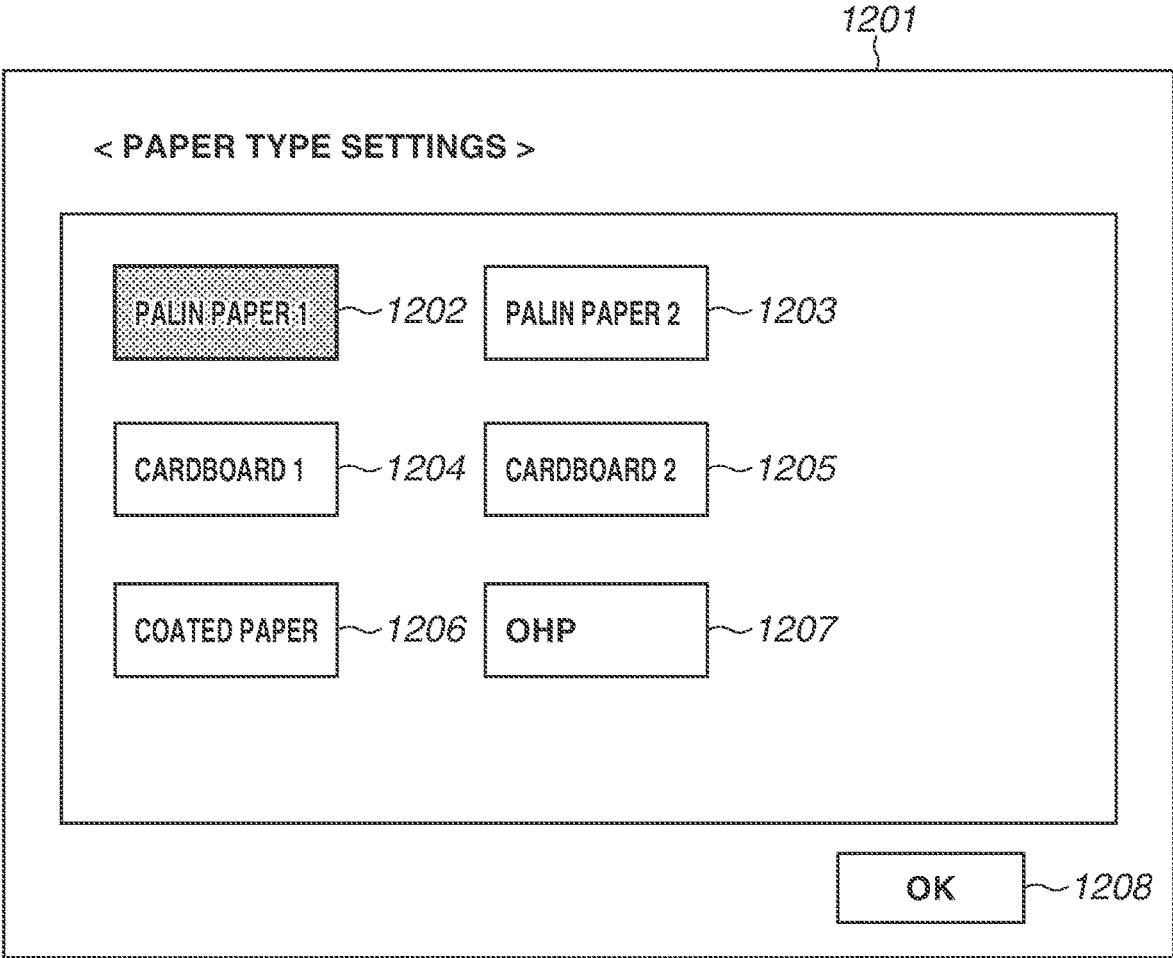 1201
< PAPER TYPE SETTINGS >
PALIN PAPER 1 1202 PALIN PAPER 2 1203
CARDBOARD 1 1204 CARDBOARD 2 1205
COATED PAPER 1206 OHP 1207
OK 1208